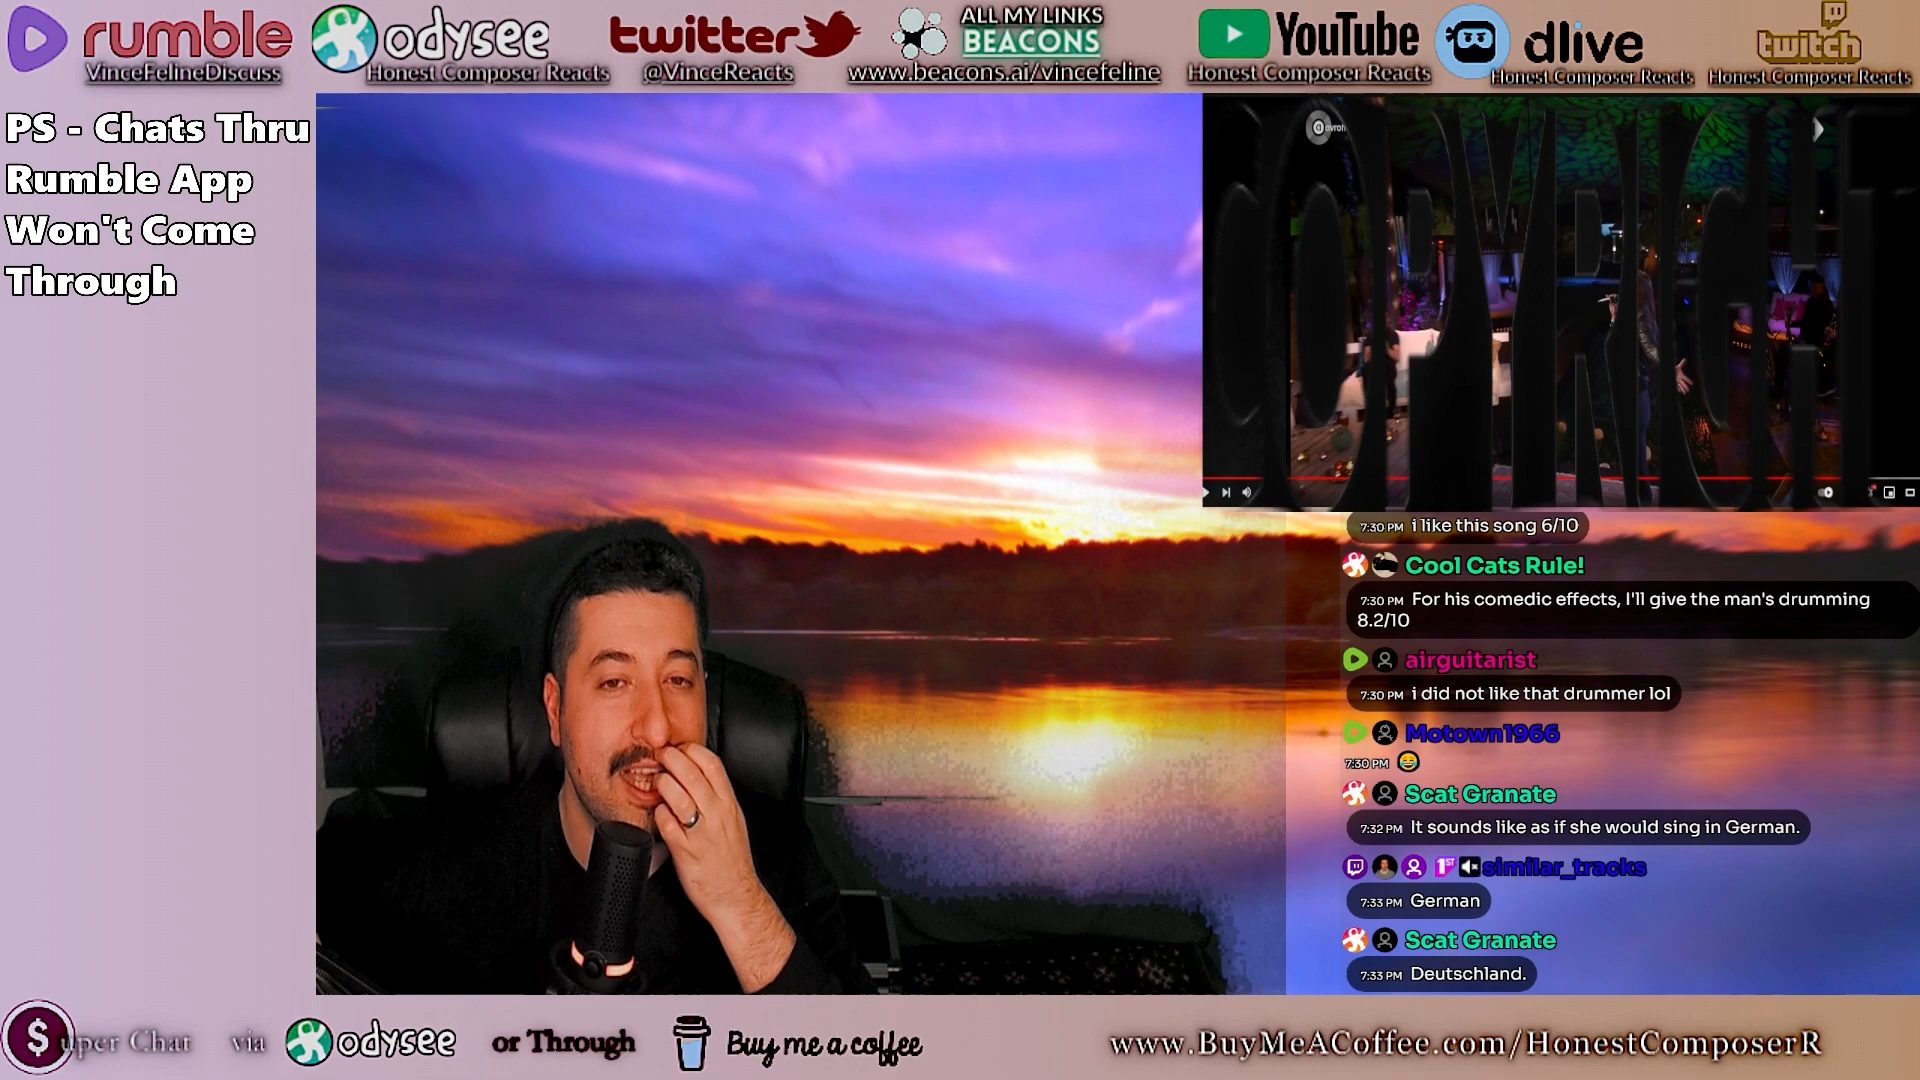 rumble
VinceFelineDiscuss
odysee
Honest Composer Reacts
twitter
@VinceReacts
ALL MY LINKS
BEACONS
www.beacons.ai/vincefeline
YouTube
Honest Composer Reacts
dlive
Honest Composer Reacts
twitch
Honest Composer Reacts
PS - Chats Thru
Rumble App
Won't Come
Through
COPYRIGHT
7:30 PM i like this song 6/10
Cool Cats Rule!
7:30 PM For his comedic effects, I'll give the man's drumming
8.2/10
airguitarist
7:30 PM i did not like that drummer lol
Motown1966
7:30 PM 😂
Scat Granate
7:32 PM It sounds like as if she would sing in German.
1ST similar_tracks
7:33 PM German
Scat Granate
7:33 PM Deutschland.
$uper Chat via odysee or Through Buy me a coffee
www.BuyMeACoffee.com/HonestComposerR